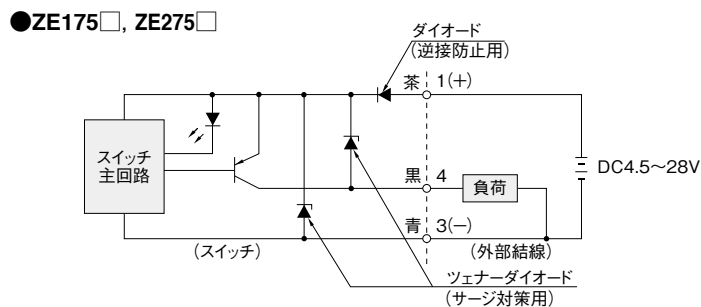 ●ZE175□, ZE275□
ダイオード
(逆接防止用)
茶 1(+)
スイッチ
主回路
DC4.5～28V
黒 4
負荷
青 3(−)
(スイッチ)
(外部結線)
ツェナーダイオード
(サージ対策用)